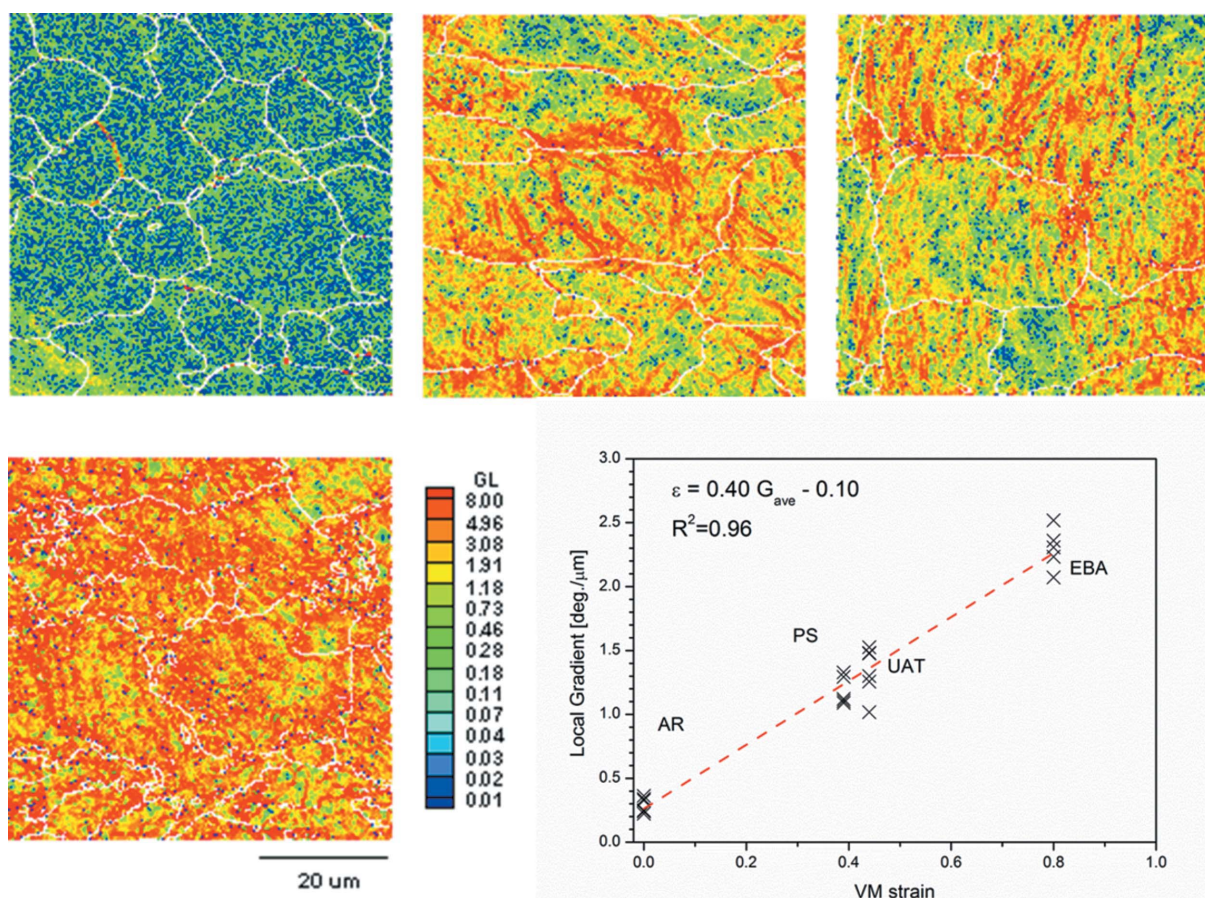 GL
8.00
4.96
3.08
1.91
1.18
0.73
0.46
0.28
0.18
0.11
0.07
0.04
0.03
0.02
0.01
20 um
3.0
2.5
2.0
1.5
1.0
0.5
0.0
Local Gradient [deg./μm]
ε = 0.40 G_ave - 0.10
R²=0.96
EBA
PS
UAT
AR
0.0 0.2 0.4 0.6 0.8 1.0
VM strain